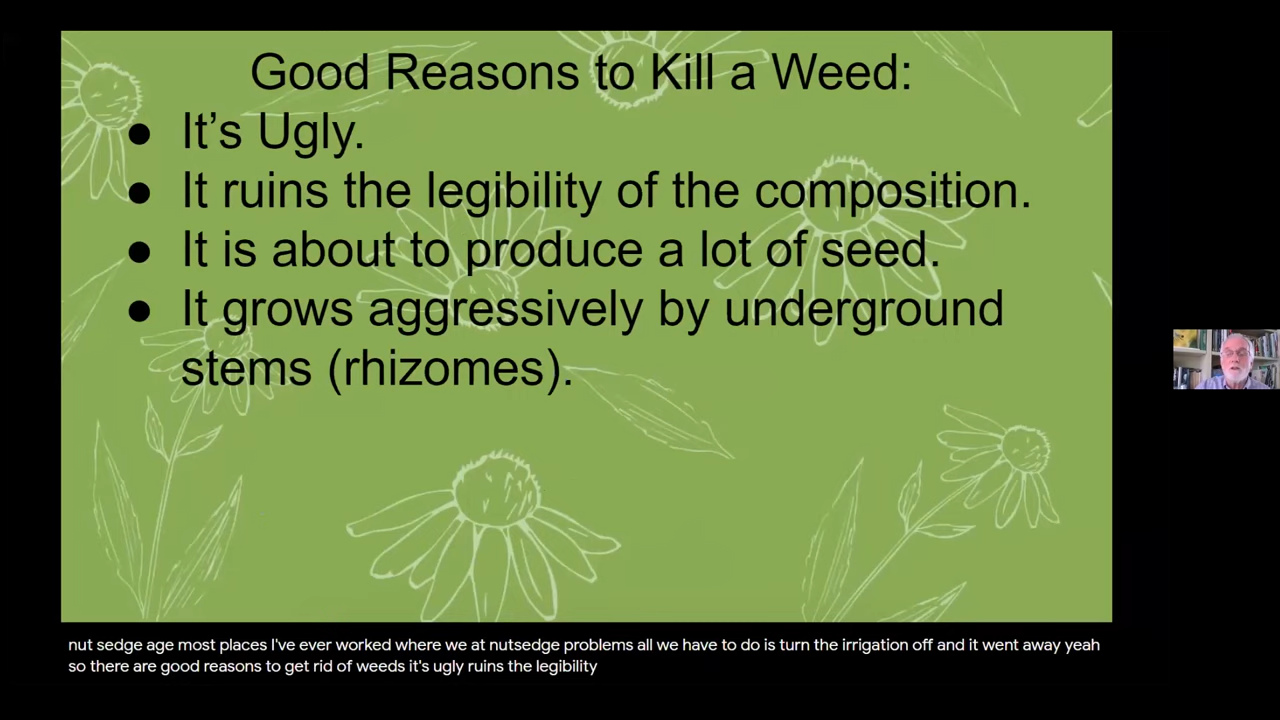 Good Reasons to Kill a Weed:
● It’s Ugly.
● It ruins the legibility of the composition.
● It is about to produce a lot of seed.
● It grows aggressively by underground
stems (rhizomes).
nut sedge age most places I've ever worked where we at nutsedge problems all we have to do is turn the irrigation off and it went away yeah
so there are good reasons to get rid of weeds it's ugly ruins the legibility